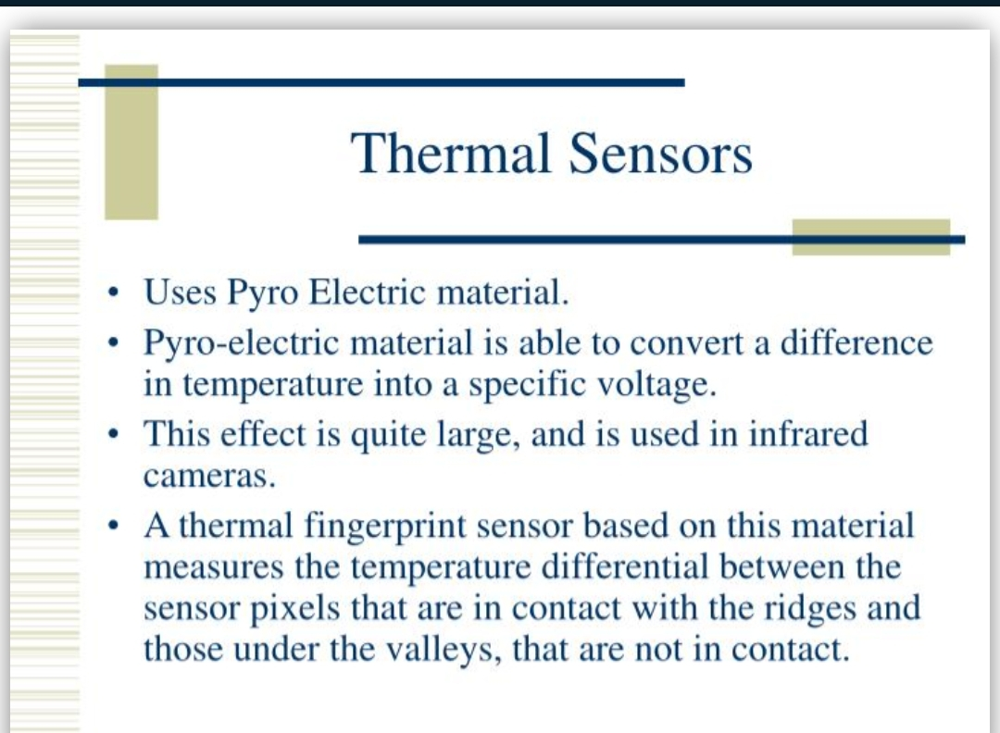 Thermal Sensors
• Uses Pyro Electric material.
• Pyro-electric material is able to convert a difference
in temperature into a specific voltage.
• This effect is quite large, and is used in infrared
cameras.
• A thermal fingerprint sensor based on this material
measures the temperature differential between the
sensor pixels that are in contact with the ridges and
those under the valleys, that are not in contact.